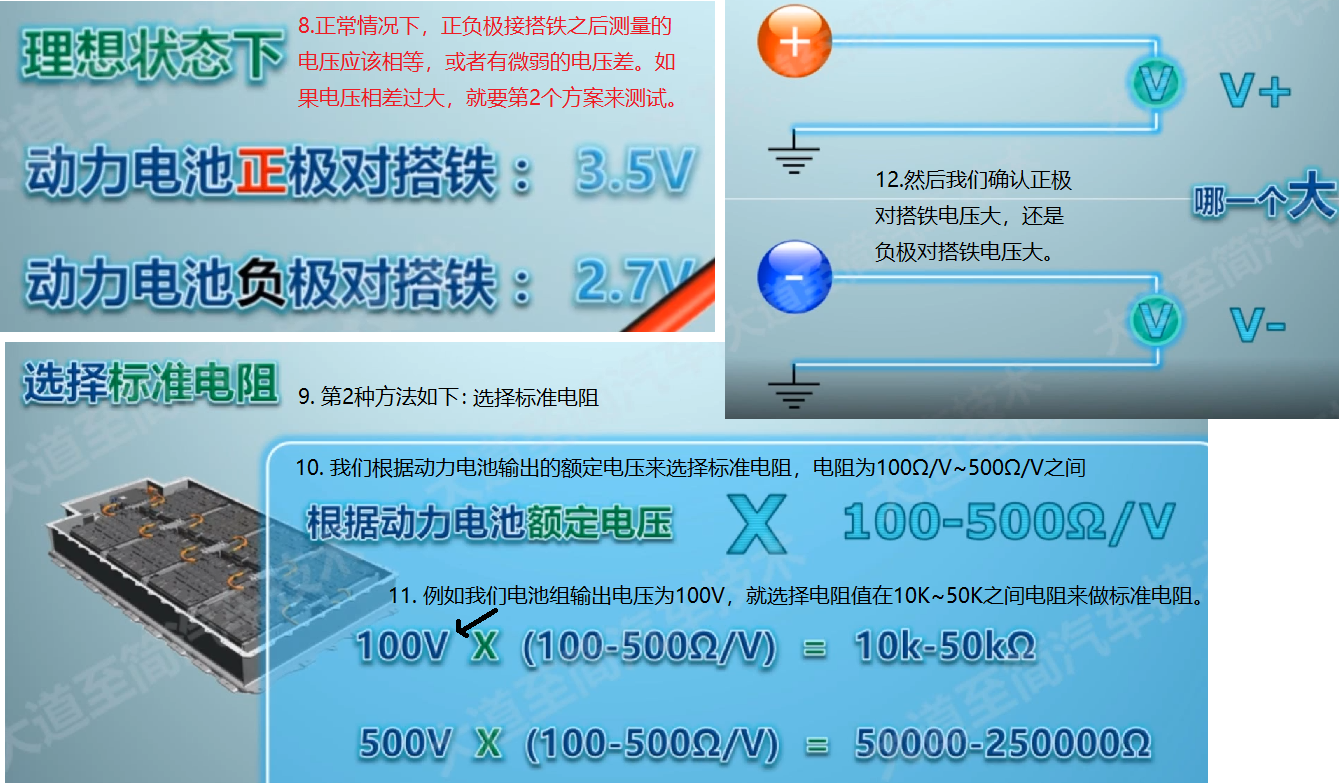 理想状态下
8.正常情况下，正负极接搭铁之后测量的
电压应该相等，或者有微弱的电压差。如
果电压相差过大，就要第2个方案来测试。
动力电池正极对搭铁：3.5V
动力电池负极对搭铁：2.7V
+
V
V+
12.然后我们确认正极
对搭铁电压大，还是
负极对搭铁电压大。
哪一个大
-
V
V-
选择标准电阻
9. 第2种方法如下: 选择标准电阻
10. 我们根据动力电池输出的额定电压来选择标准电阻，电阻为100Ω/V~500Ω/V之间
根据动力电池额定电压 X 100-500Ω/V
11. 例如我们电池组输出电压为100V，就选择电阻值在10K~50K之间电阻来做标准电阻。
100V X (100-500Ω/V) = 10k-50kΩ
500V X (100-500Ω/V) = 50000-250000Ω
大道至简汽车技术